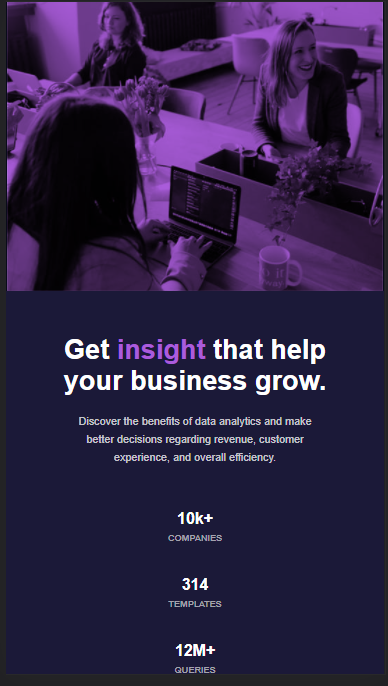 Get insight that help
your business grow.
Discover the benefits of data analytics and make
better decisions regarding revenue, customer
experience, and overall efficiency.
10k+
COMPANIES
314
TEMPLATES
12M+
QUERIES